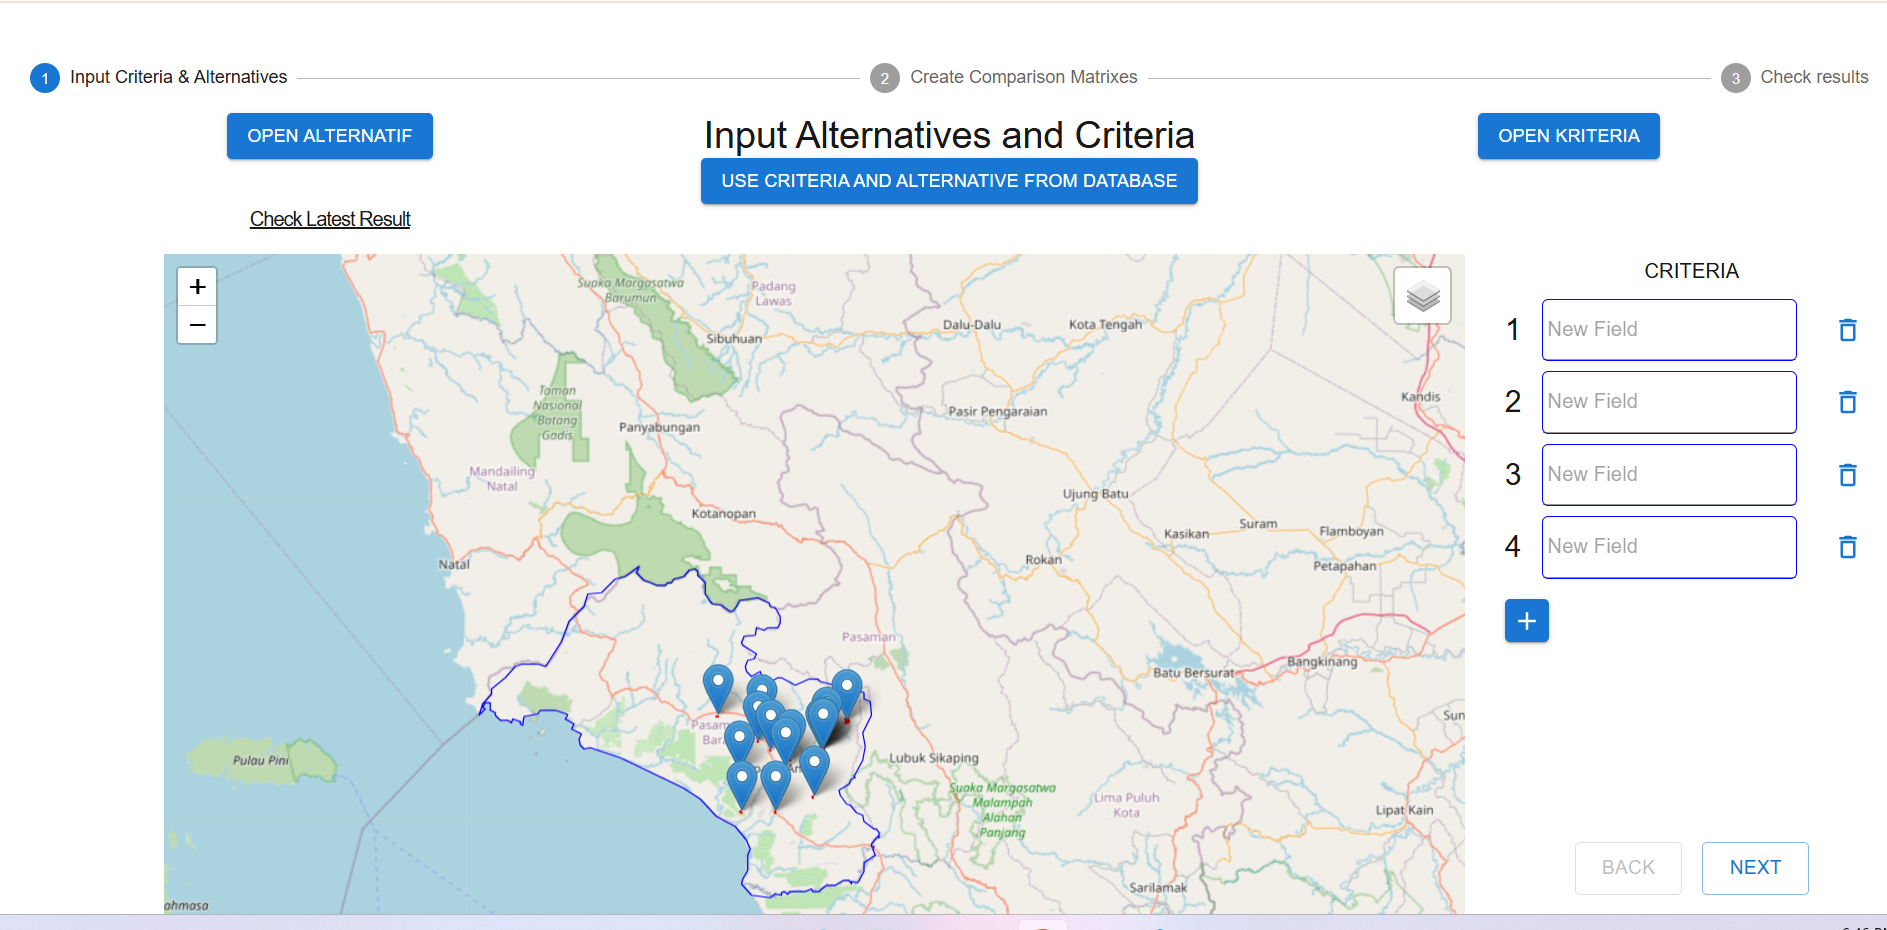 1 Input Criteria & Alternatives
2 Create Comparison Matrixes
3 Check results
OPEN ALTERNATIF
Input Alternatives and Criteria
OPEN KRITERIA
USE CRITERIA AND ALTERNATIVE FROM DATABASE
Check Latest Result
+
−
Suaka Margasatwa
Barumun
Padang
Lawas
Sibuhuan
Dalu-Dalu
Kota Tengah
Taman
Nasional
Batang
Gadis
Panyabungan
Pasir Pengaraian
Kandis
Mandailing
Natal
Kotanopan
Ujung Batu
Kasikan
Suram
Flamboyan
Natal
Rokan
Petapahan
Pasaman
Batu Bersurat
Bangkinang
Pulau Pini
Lubuk Sikaping
Suaka Margasatwa
Malampah
Alahan
Panjang
Lima Puluh
Kota
Lipat Kain
Sarilamak
CRITERIA
1 New Field
2 New Field
3 New Field
4 New Field
+
BACK
NEXT